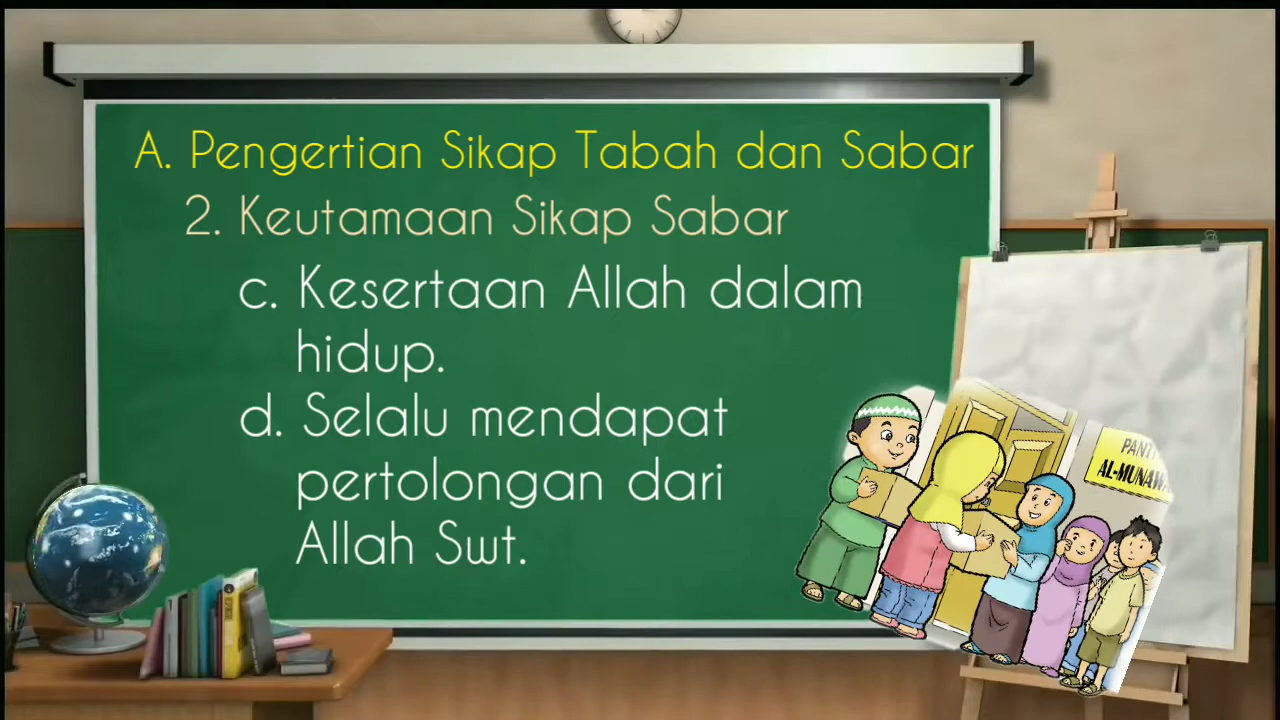 A. Pengertian Sikap Tabah dan Sabar
2. Keutamaan Sikap Sabar
c. Kesertaan Allah dalam
hidup.
d. Selalu mendapat
pertolongan dari
Allah Swt.